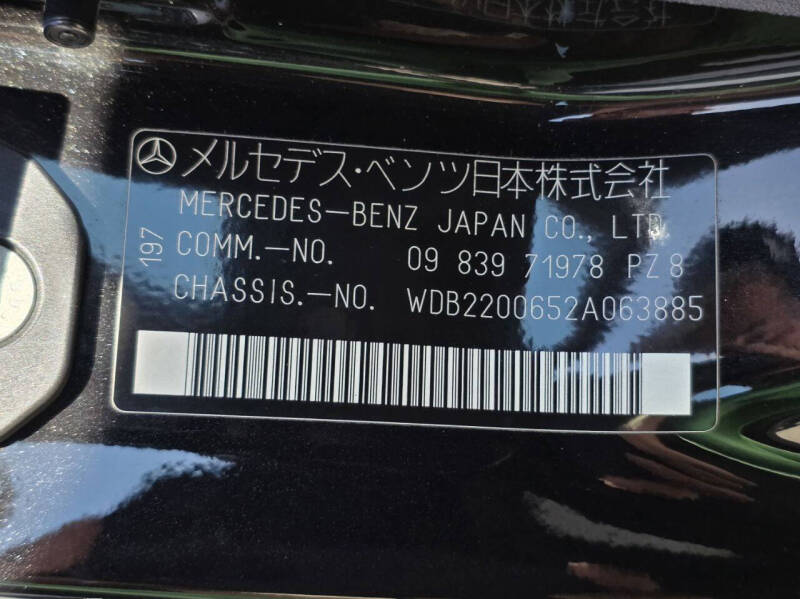 メルセデス・ベンツ日本株式会社
MERCEDES-BENZ JAPAN CO., LTD.
197
COMM.-NO. 09 839 71978 PZ 8
CHASSIS.-NO. WDB2200652A063885